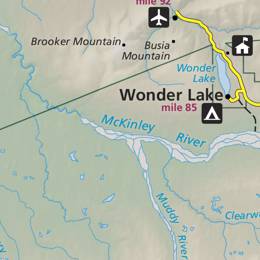 mile 92
Brooker Mountain
Busia
Mountain
Wonder
Lake
Wonder Lake
mile 85
McKinley River
Muddy River
Clearw